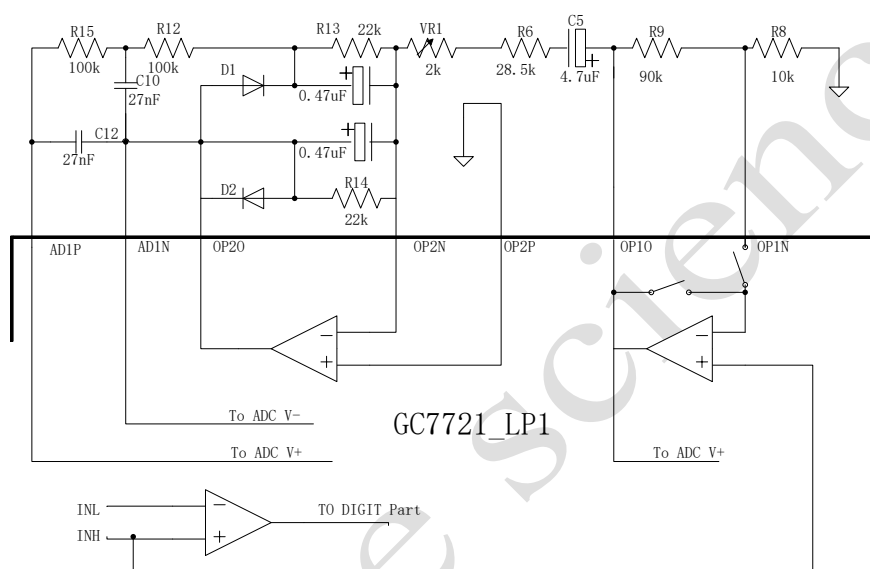 R15 R12 R13 22k VR1 R6 C5 R9 R8
100k 100k 2k 28.5k 4.7uF 90k 10k
C10
27nF
D1
0.47uF
C12
27nF
0.47uF
D2 R14
22k
AD1P AD1N OP2O OP2N OP2P OP1O OP1N
To ADC V-
GC7721_LP1
To ADC V+ To ADC V+
INL TO DIGIT Part
INH
e scienc